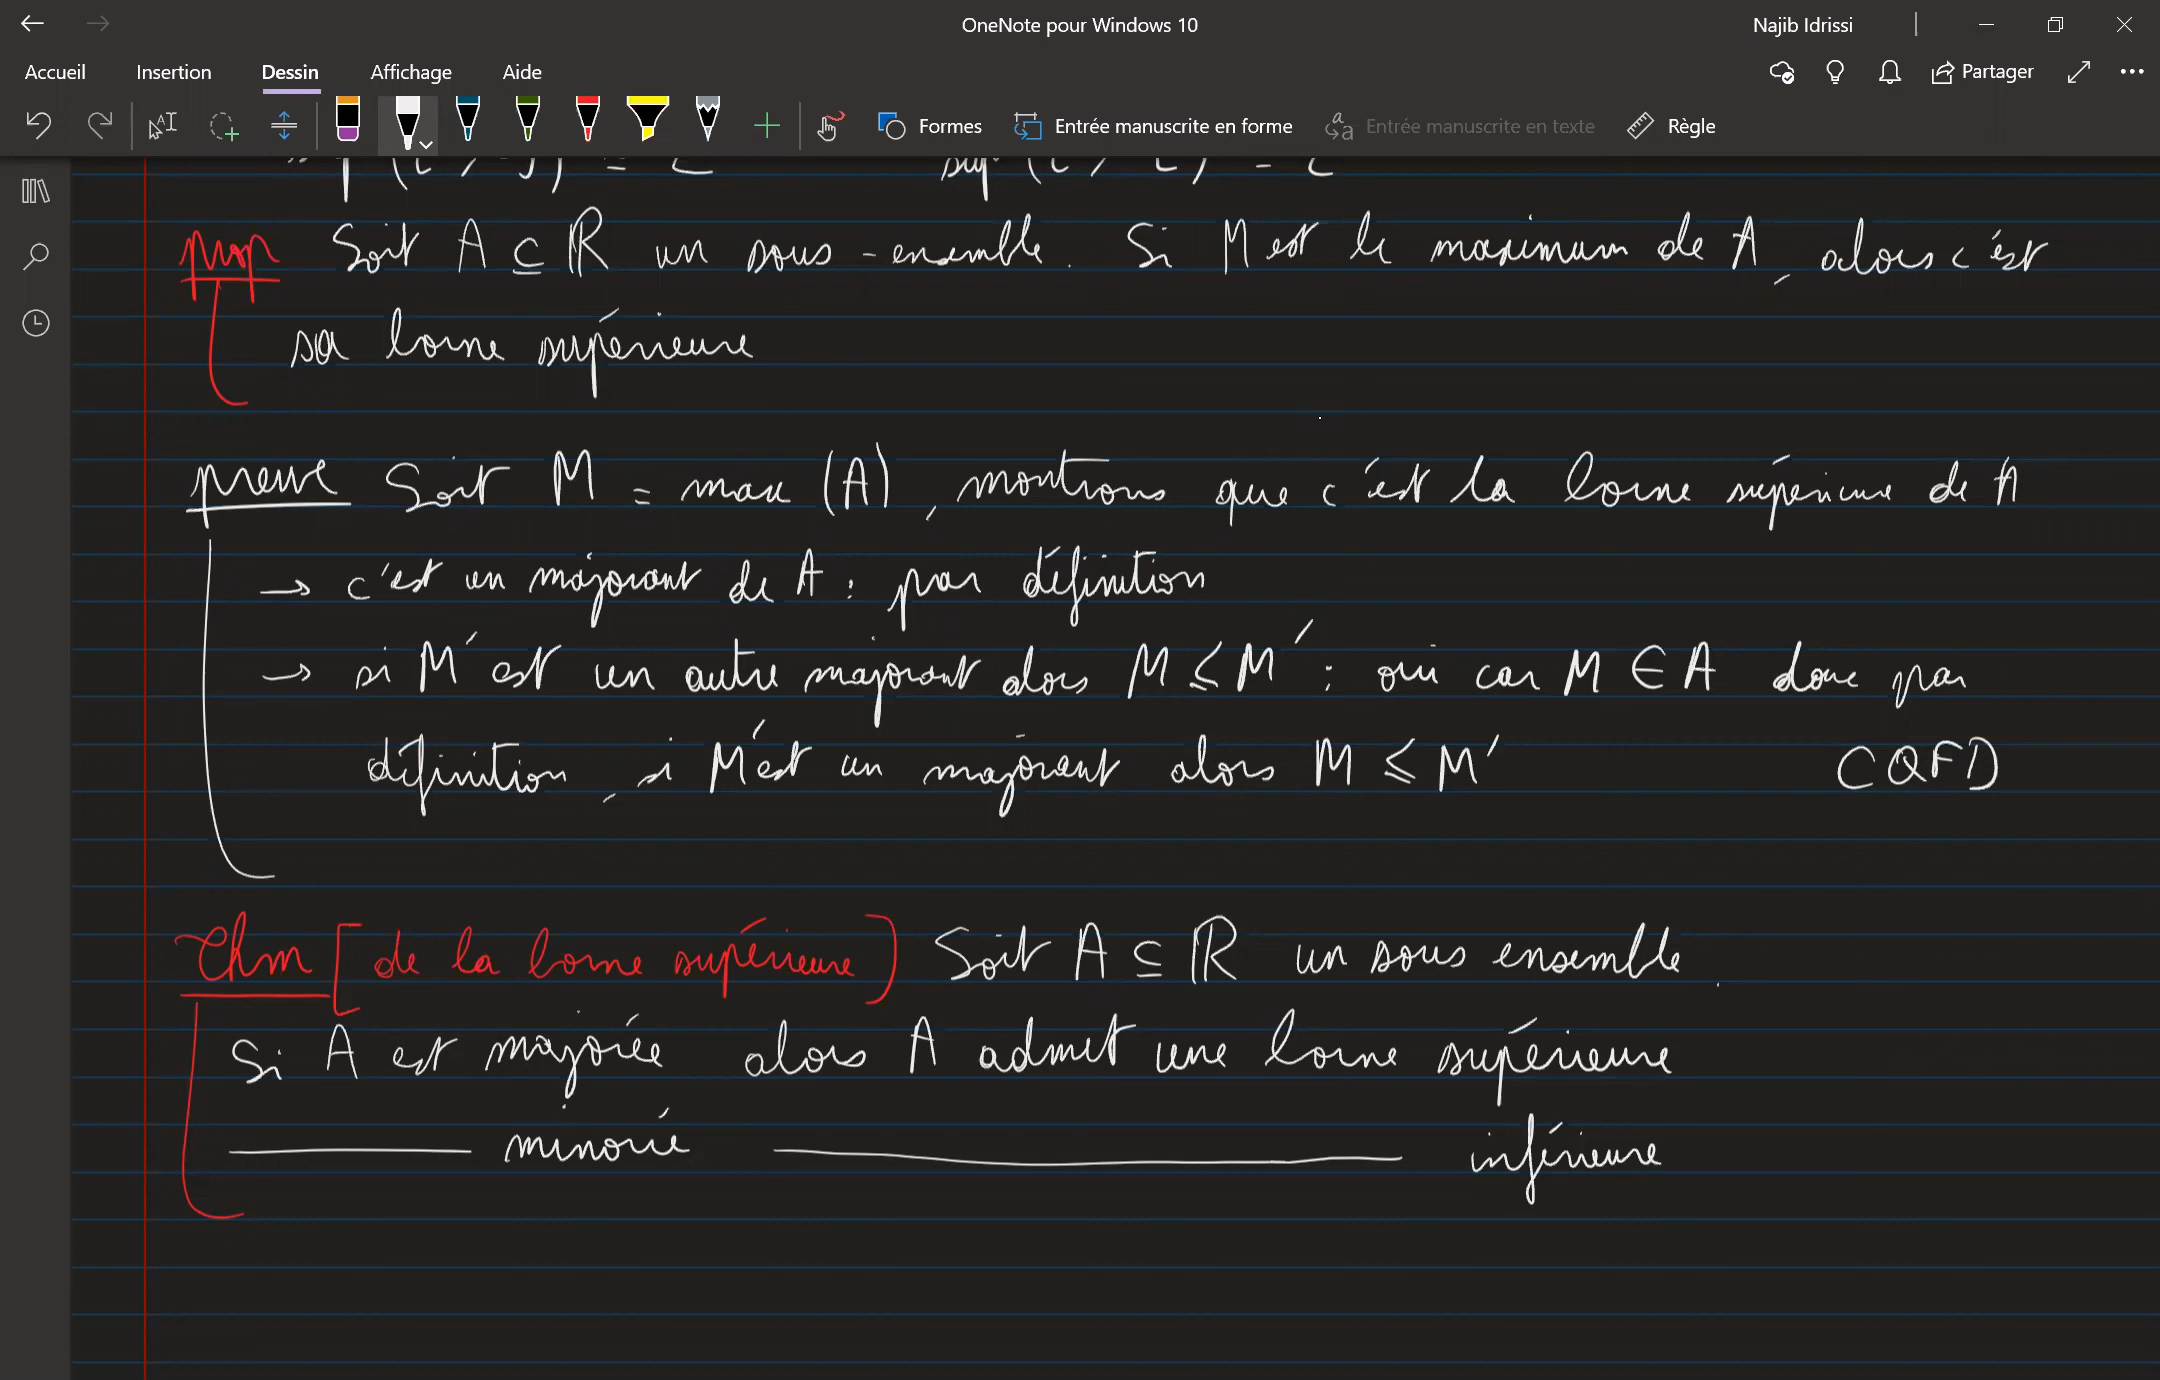 OneNote pour Windows 10
Najib Idrissi
Accueil Insertion Dessin Affichage Aide
Partager
Formes Entrée manuscrite en forme Entrée manuscrite en texte Règle
prop Soit A ⊆ ℝ un sous-ensemble. Si M est le maximum de A, alors c'est
sa borne supérieure
preuve Soit M = max (A), montrons que c'est la borne supérieure de A
→ c'est un majorant de A : par définition
→ si M' est un autre majorant alors M ≤ M' : oui car M ∈ A donc par
définition, si M' est un majorant alors M ≤ M' CQFD
Thm [de la borne supérieure] Soit A ⊆ ℝ un sous ensemble.
Si A est majorée alors A admet une borne supérieure
——— minorée ——— inférieure